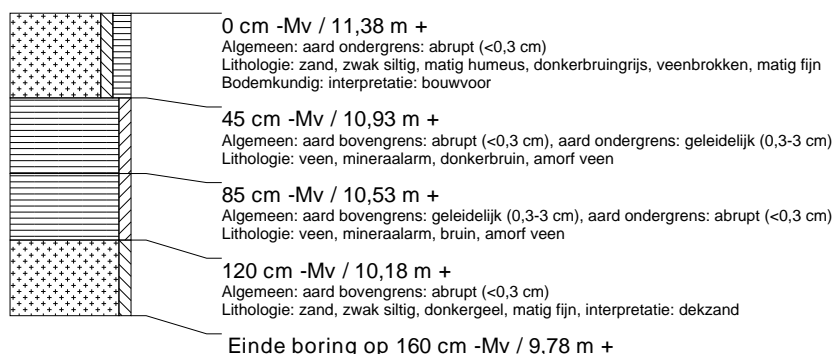 0 cm -Mv / 11,38 m +
Algemeen: aard ondergrens: abrupt (<0,3 cm)
Lithologie: zand, zwak siltig, matig humeus, donkerbruingrijs, veenbrokken, matig fijn
Bodemkundig: interpretatie: bouwvoor
45 cm -Mv / 10,93 m +
Algemeen: aard bovengrens: abrupt (<0,3 cm), aard ondergrens: geleidelijk (0,3-3 cm)
Lithologie: veen, mineraalarm, donkerbruin, amorf veen
85 cm -Mv / 10,53 m +
Algemeen: aard bovengrens: geleidelijk (0,3-3 cm), aard ondergrens: abrupt (<0,3 cm)
Lithologie: veen, mineraalarm, bruin, amorf veen
120 cm -Mv / 10,18 m +
Algemeen: aard bovengrens: abrupt (<0,3 cm)
Lithologie: zand, zwak siltig, donkergeel, matig fijn, interpretatie: dekzand
Einde boring op 160 cm -Mv / 9,78 m +